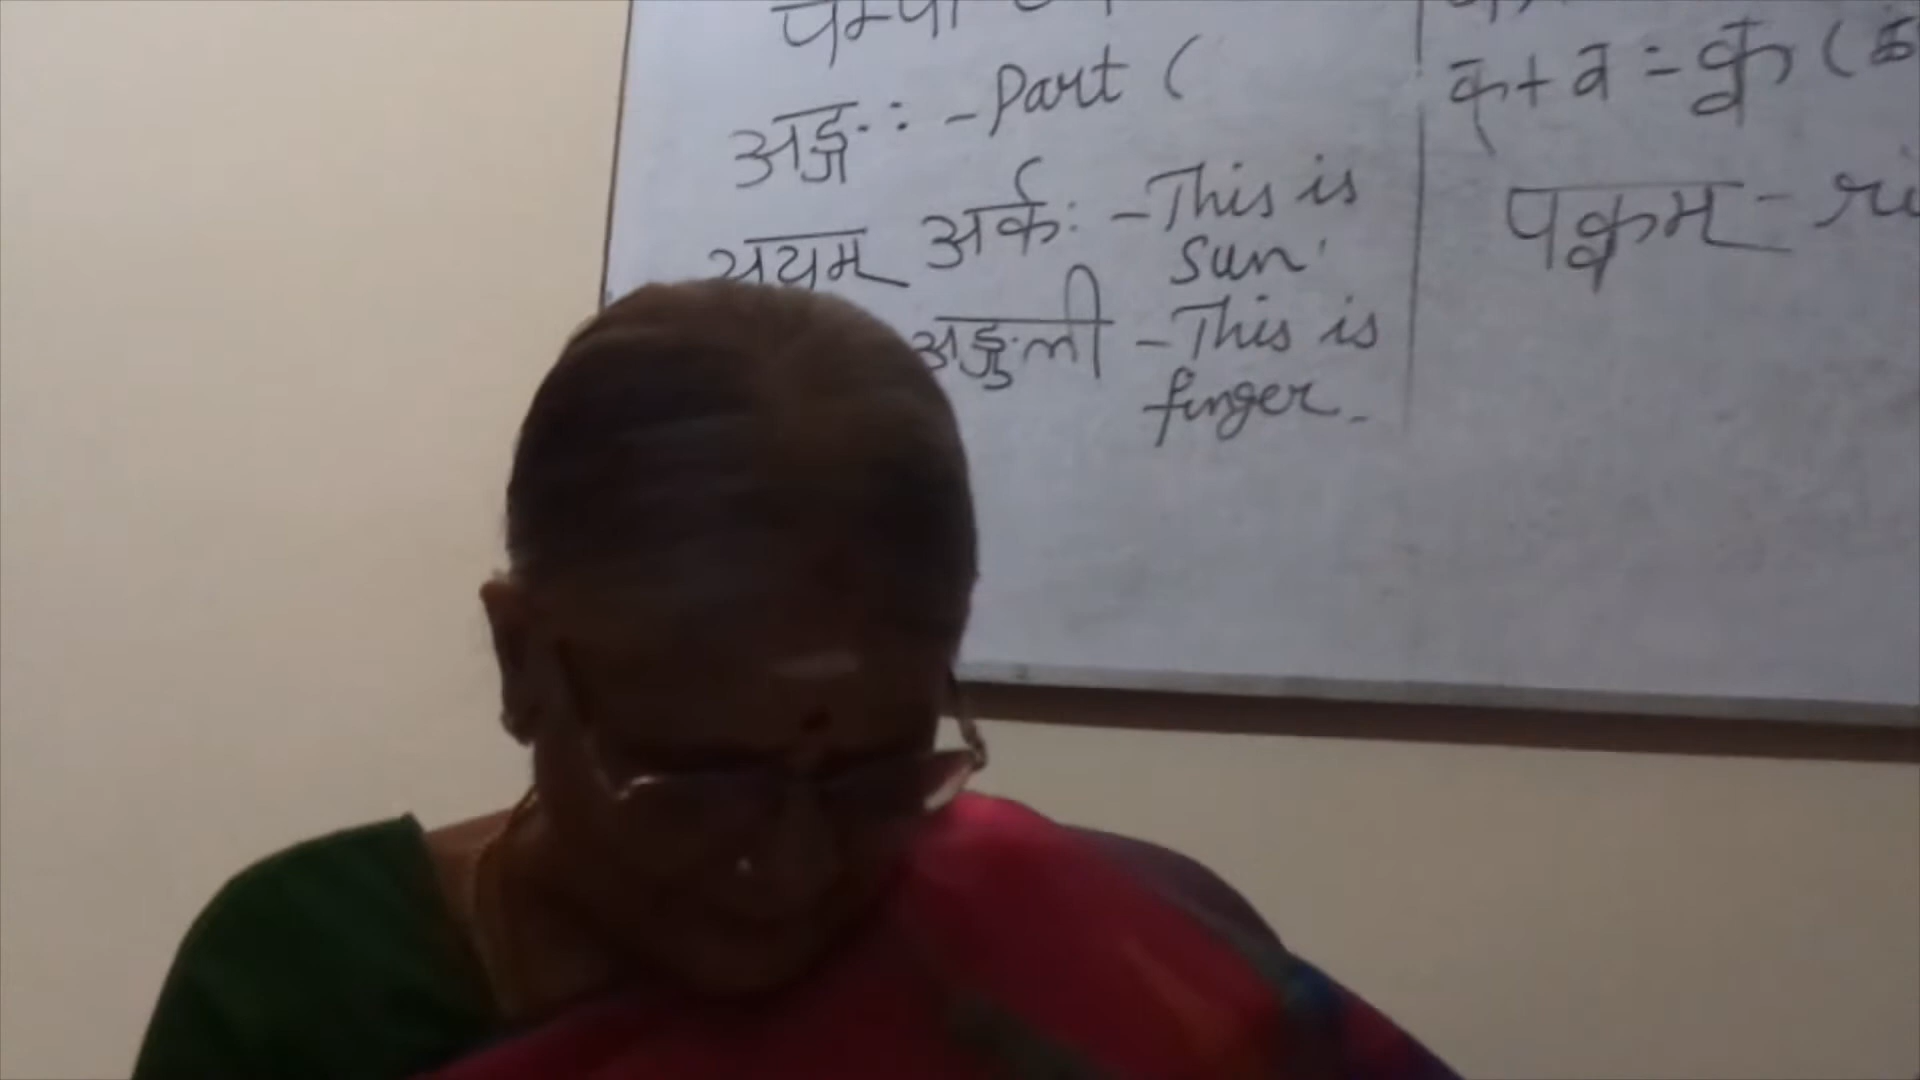 अङ्गः - Part (
अयम् अर्कः - This is
sun'
अङ्गुली - This is
finger.
क् + व = क्व (
पक्वम् -